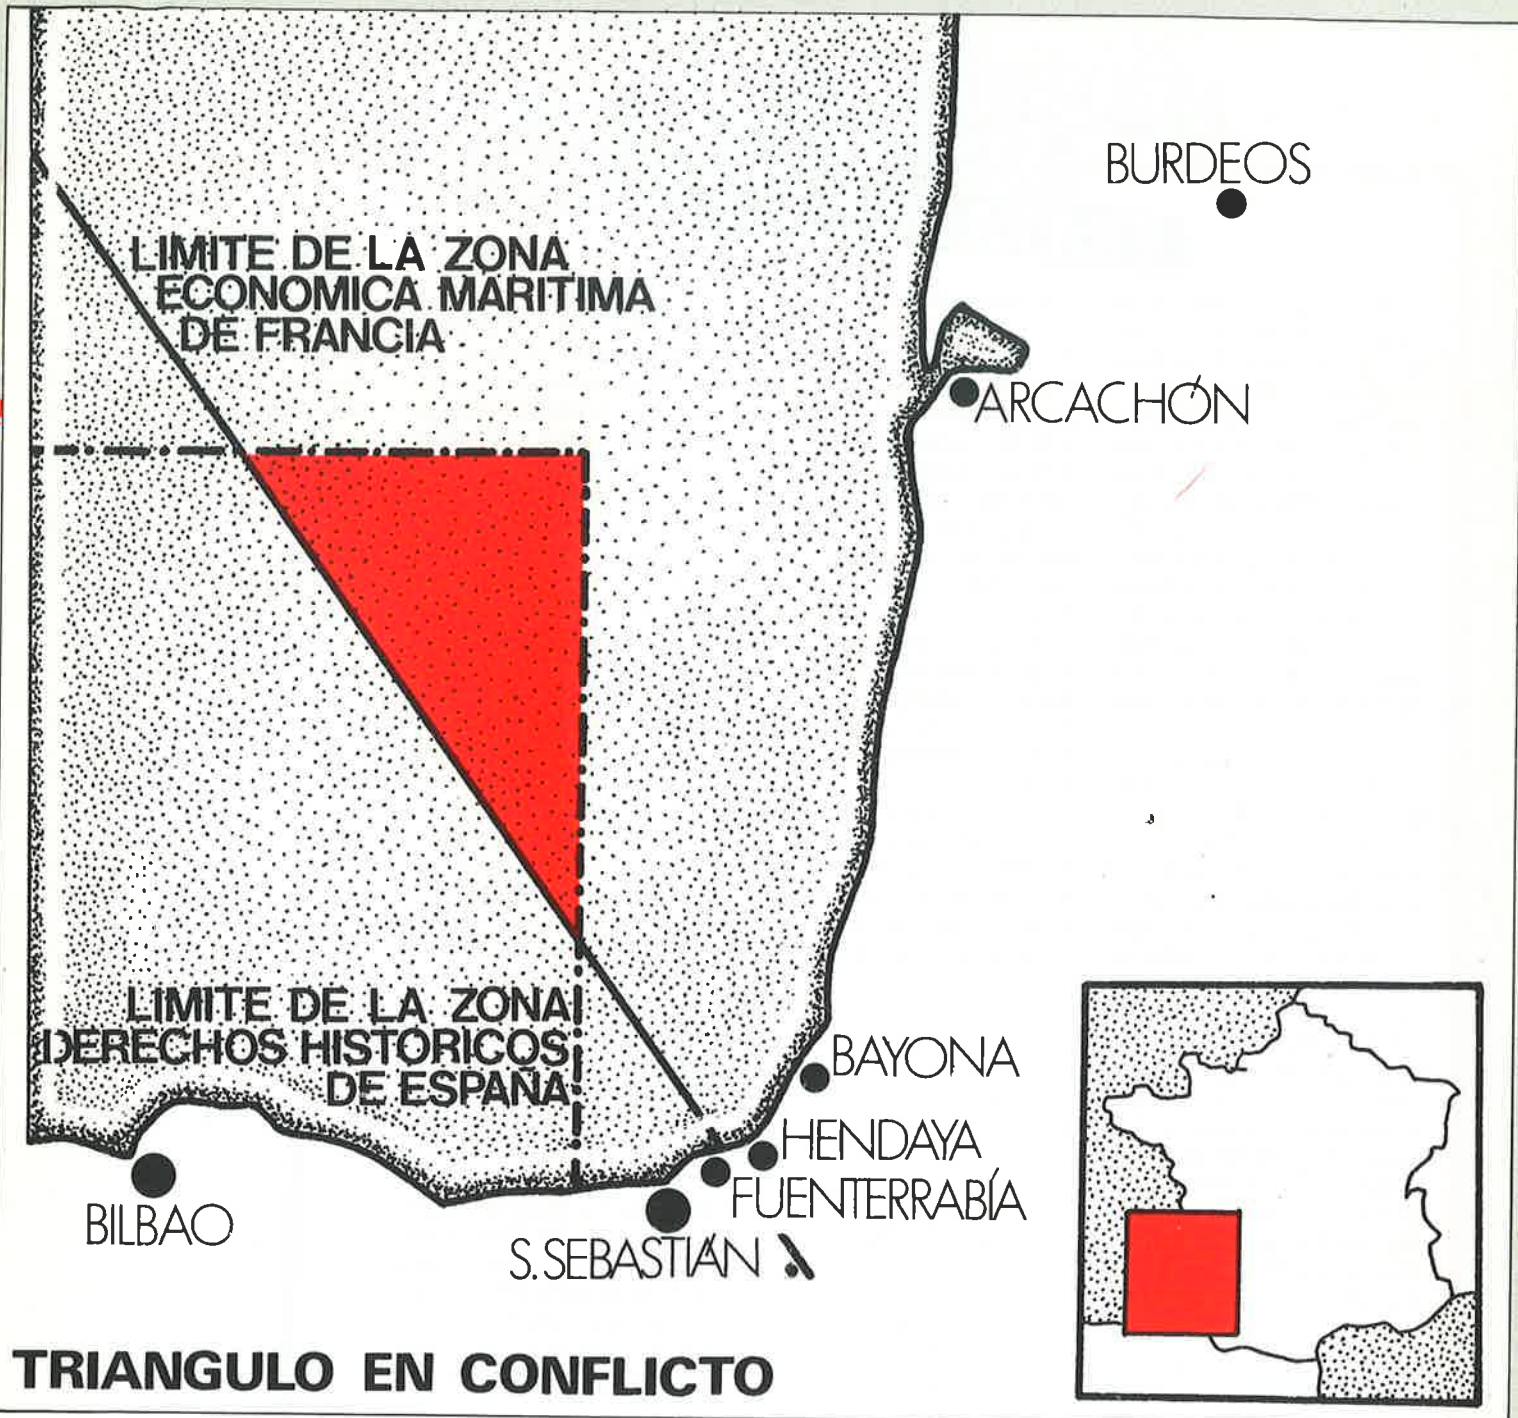 BURDEOS
LIMITE DE LA ZONA
ECONOMICA MARITIMA
DE FRANCIA
ARCACHÓN
LIMITE DE LA ZONA
DERECHOS HISTÓRICOS
DE ESPAÑA
BAYONA
HENDAYA
FUENTERRABÍA
BILBAO
S. SEBASTIÁN
TRIANGULO EN CONFLICTO